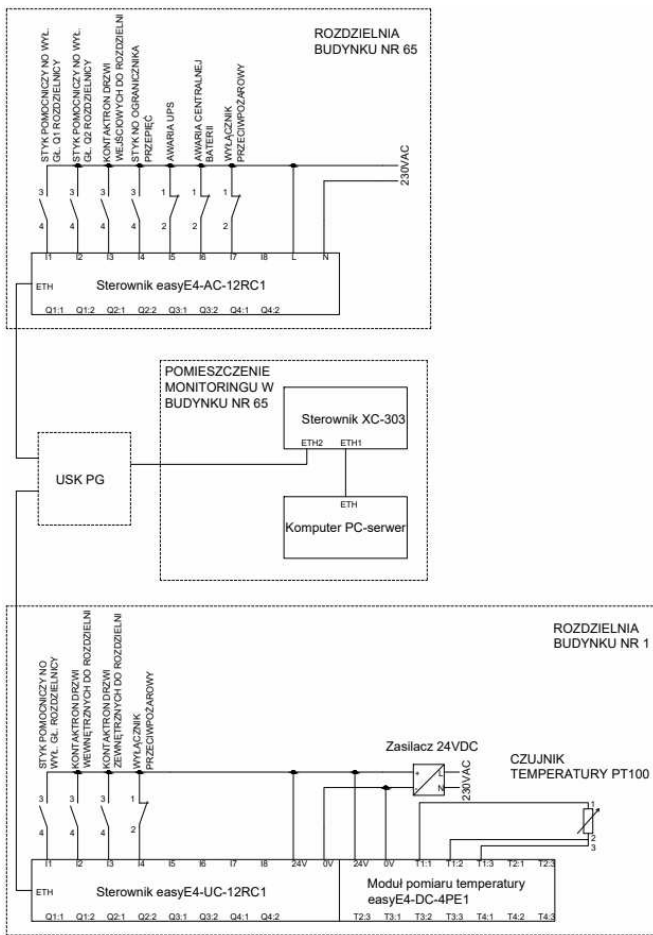 ROZDZIELNIA
BUDYNKU NR 65
STYK POMOCNICZY NO WYŁ.
GŁ. Q1 ROZDZIELNICY
STYK POMOCNICZY NO WYŁ.
GŁ. Q2 ROZDZIELNICY
KONTAKTRON DRZWI
WEJŚCIOWYCH DO ROZDZIELNI
STYK NO OGRANICZNIKA
PRZEPIĘĆ
AWARIA UPS
AWARIA CENTRALNEJ
BATERII
WYŁĄCZNIK
PRZECIWPOŻAROWY
230VAC
3 3 3 3 1 1 1
4 4 4 4 2 2 2
I1 I2 I3 I4 I5 I6 I7 I8 L N
ETH
Sterownik easyE4-AC-12RC1
Q1:1 Q1:2 Q2:1 Q2:2 Q3:1 Q3:2 Q4:1 Q4:2
POMIESZCZENIE
MONITORINGU W
BUDYNKU NR 65
Sterownik XC-303
ETH2 ETH1
USK PG
ETH
Komputer PC-serwer
ROZDZIELNIA
BUDYNKU NR 1
STYK POMOCNICZY NO
WYŁ. GŁ. ROZDZIELNICY
KONTAKTRON DRZWI
WEWNĘTRZNYCH DO ROZDZIELNI
KONTAKTRON DRZWI
ZEWNĘTRZNYCH DO ROZDZIELNI
WYŁĄCZNIK
PRZECIWPOŻAROWY
Zasilacz 24VDC
+ L
- N
230VAC
CZUJNIK
TEMPERATURY PT100
1
2
3
3 3 3 1
4 4 4 2
I1 I2 I3 I4 I5 I6 I7 I8 24V 0V 24V 0V T1:1 T1:2 T1:3 T2:1 T2:3
ETH
Sterownik easyE4-UC-12RC1
Moduł pomiaru temperatury
easyE4-DC-4PE1
Q1:1 Q1:2 Q2:1 Q2:2 Q3:1 Q3:2 Q4:1 Q4:2 T2:3 T3:1 T3:2 T3:3 T4:1 T4:2 T4:3